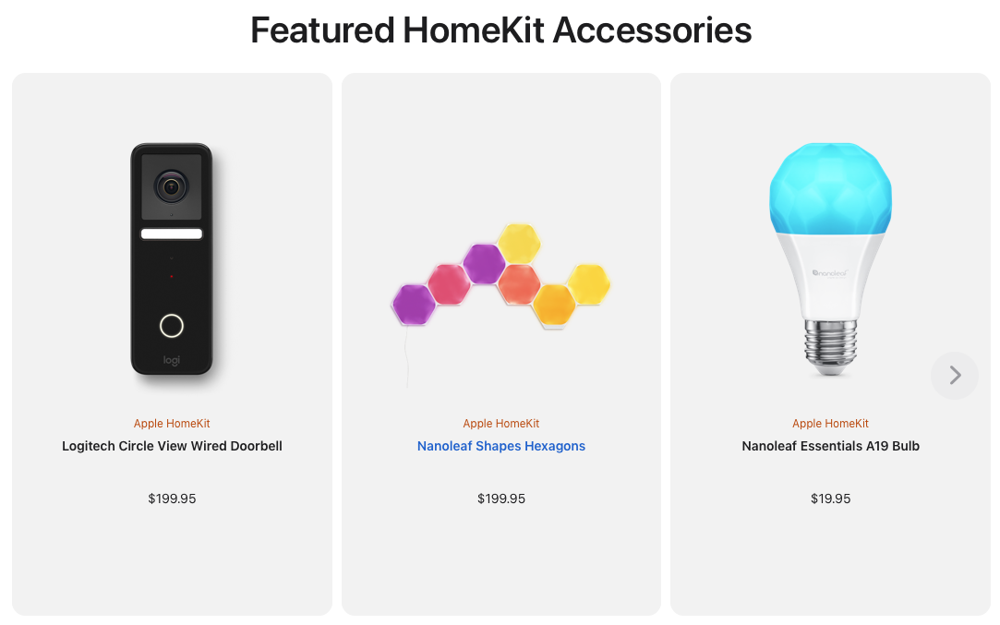 Featured HomeKit Accessories
logi
nanoleaf
Apple HomeKit
Logitech Circle View Wired Doorbell
$199.95
Apple HomeKit
Nanoleaf Shapes Hexagons
$199.95
Apple HomeKit
Nanoleaf Essentials A19 Bulb
$19.95